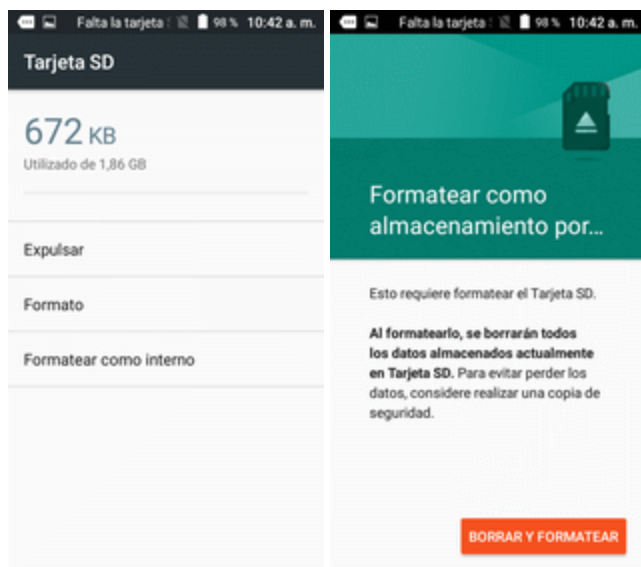 Falta la tarjeta 98 % 10:42 a. m.
Tarjeta SD
672 KB
Utilizado de 1,86 GB
Expulsar
Formato
Formatear como interno
Falta la tarjeta 98 % 10:42 a. m.
Formatear como
almacenamiento por...
Esto requiere formatear el Tarjeta SD.
Al formatearlo, se borrarán todos
los datos almacenados actualmente
en Tarjeta SD. Para evitar perder los
datos, considere realizar una copia de
seguridad.
BORRAR Y FORMATEAR